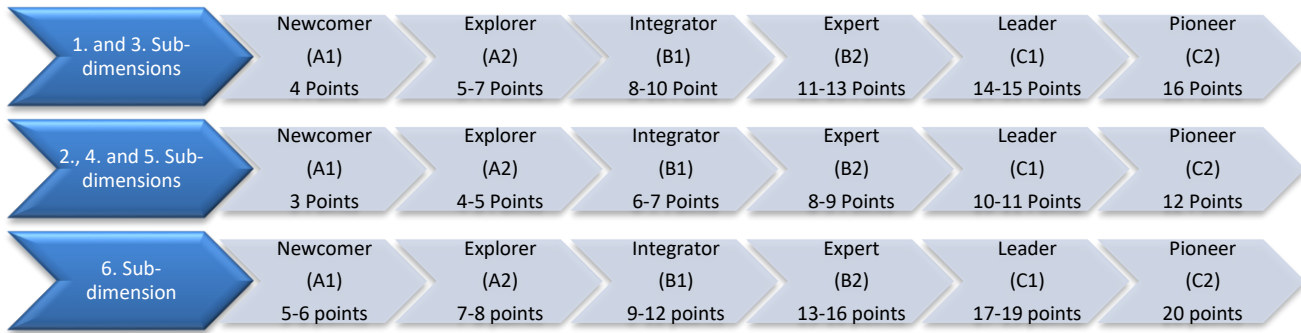 1. and 3. Sub-
dimensions
Newcomer
(A1)
4 Points
Explorer
(A2)
5-7 Points
Integrator
(B1)
8-10 Point
Expert
(B2)
11-13 Points
Leader
(C1)
14-15 Points
Pioneer
(C2)
16 Points
2., 4. and 5. Sub-
dimensions
Newcomer
(A1)
3 Points
Explorer
(A2)
4-5 Points
Integrator
(B1)
6-7 Points
Expert
(B2)
8-9 Points
Leader
(C1)
10-11 Points
Pioneer
(C2)
12 Points
6. Sub-
dimension
Newcomer
(A1)
5-6 points
Explorer
(A2)
7-8 points
Integrator
(B1)
9-12 points
Expert
(B2)
13-16 points
Leader
(C1)
17-19 points
Pioneer
(C2)
20 points